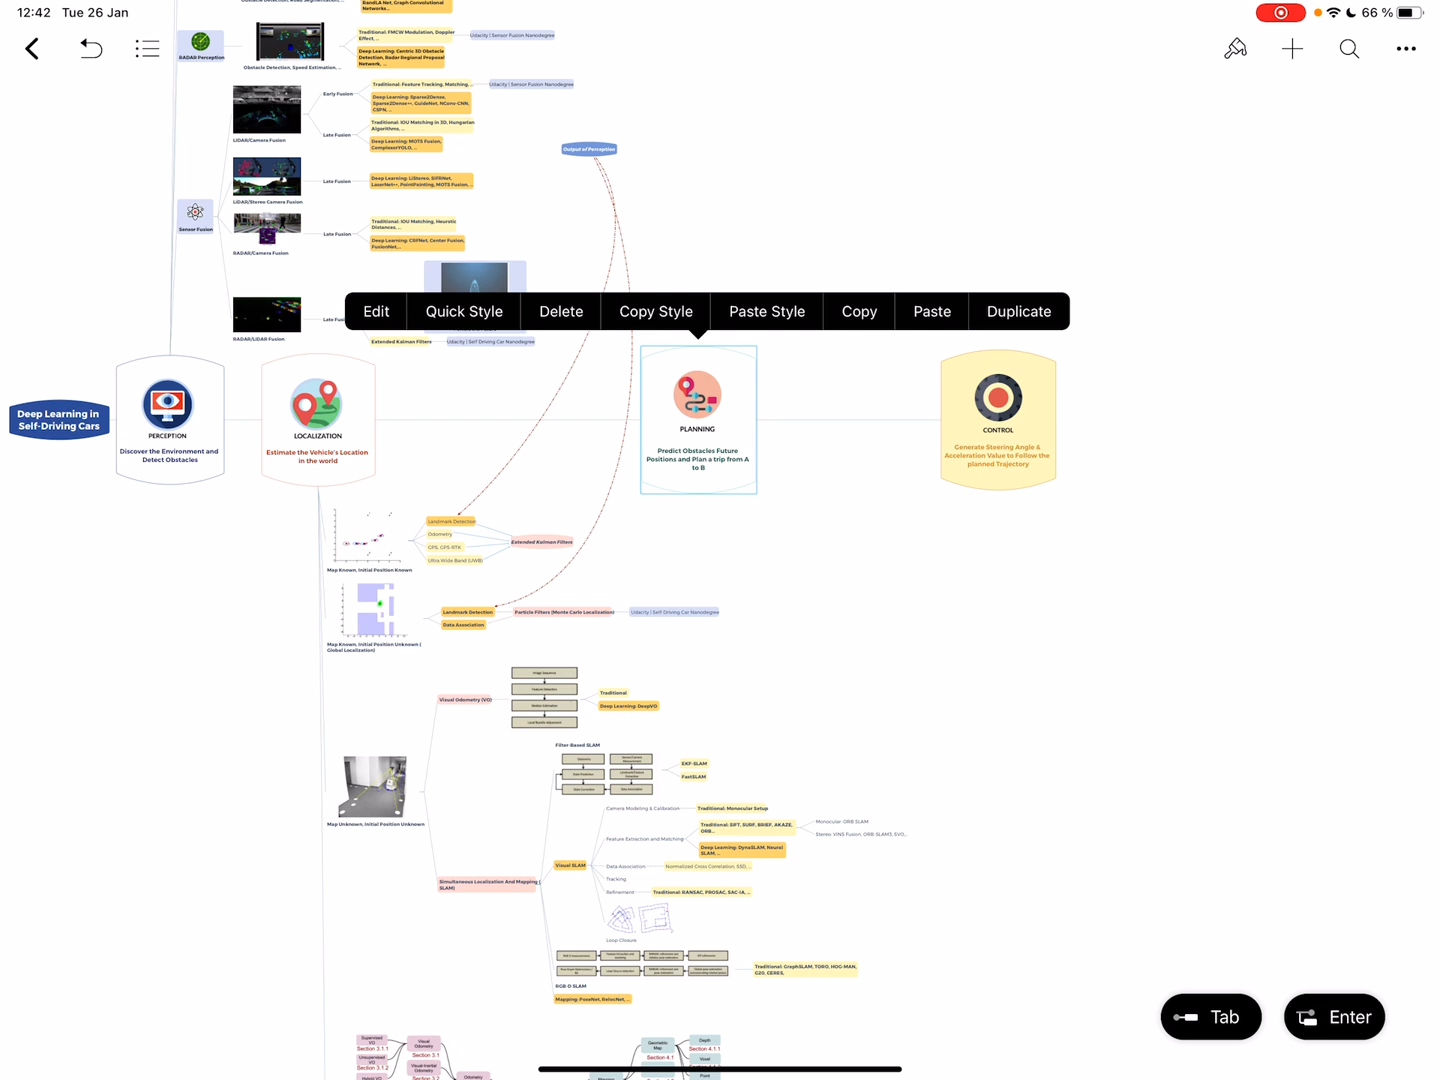 12:42 Tue 26 Jan
66 %
RandLA Net, Graph Convolutional
Networks...
RADAR Perception
Obstacle Detection, Speed Estimation, ...
Traditional: FMCW Modulation, Doppler
Effect, ...
Udacity | Sensor Fusion Nanodegree
Deep Learning: Centric 3D Obstacle
Detection, Radar Regional Proposal
Network, ...
Sensor Fusion
LiDAR/Camera Fusion
Early Fusion
Traditional: Feature Tracking, Matching, ...
Udacity | Sensor Fusion Nanodegree
Deep Learning: Sparse2Dense,
Sparse2Dense++, GuideNet, NConv-CNN,
CSPN, ...
Late Fusion
Traditional: IOU Matching in 3D, Hungarian
Algorithms, ...
Deep Learning: MOTS Fusion,
ComplexerYOLO, ...
Output of Perception
LiDAR/Stereo Camera Fusion
Late Fusion
Deep Learning: LiStereo, SIFRNet,
LaserNet++, PointPainting, MOTS Fusion, ...
RADAR/Camera Fusion
Late Fusion
Traditional: IOU Matching, Neurotic
Distances, ...
Deep Learning: CRFNet, Center Fusion,
FusionNet,...
RADAR/LiDAR Fusion
Late Fusi
Extended Kalman Filters
Udacity | Self Driving Car Nanodegree
Edit
Quick Style
Delete
Copy Style
Paste Style
Copy
Paste
Duplicate
Deep Learning in
Self-Driving Cars
PERCEPTION
Discover the Environment and
Detect Obstacles
LOCALIZATION
Estimate the Vehicle's Location
in the world
PLANNING
Predict Obstacles Future
Positions and Plan a trip from A
to B
CONTROL
Generate Steering Angle &
Acceleration Value to Follow the
planned Trajectory
Map Known, Initial Position Known
Landmark Detection
Odometry
GPS, GPS-RTK
Ultra Wide Band (UWB)
Extended Kalman Filters
Map Known, Initial Position Unknown (
Global Localization)
Landmark Detection
Data Association
Particle Filters (Monte Carlo Localization)
Udacity | Self-Driving Car Nanodegree
Map Unknown, Initial Position Unknown
Visual Odometry (VO)
Image Sequence
Feature Detection
Motion Estimation
Local Bundle Adjustment
Traditional
Deep Learning: DeepVO
Simultaneous Localization And Mapping (
SLAM)
Filter-Based SLAM
Odometry
State Prediction
State Correction
Data Association
EKF-SLAM
FastSLAM
Visual SLAM
Camera Modeling & Calibration
Traditional: Monocular Setup
Feature Extraction and Matching
Traditional: SIFT, SURF, BRIEF, AKAZE,
ORB...
Monocular: ORB SLAM
Stereo: VINS Fusion, ORB-SLAM3, SVO,..
Deep Learning: DynaSLAM, Neural
SLAM, ...
Data Association
Normalized Cross Correlation, SSD, ...
Tracking
Refinement
Traditional: RANSAC, PROSAC, SAC-IA, ...
Loop Closure
RGB-D SLAM
Traditional: GraphSLAM, TORO, HOG-MAN,
G2O, CERES,
Mapping: PoseNet, RelocNet, ...
Supervised
VO
Section 3.1.1
Unsupervised
VO
Section 3.1.2
Hybrid VO
Visual
Odometry
Section 3.1
Visual-Inertial
Odometry
Section 3.2
Odometry
Mapping
Geometric
Map
Section 4.1
Depth
Section 4.1.1
Voxel
Point
Tab
Enter